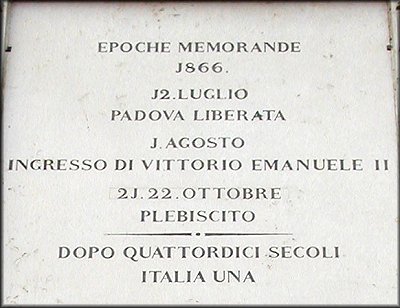 EPOCHE MEMORANDE
J866.
J2.LUGLIO
PADOVA LIBERATA
J.AGOSTO
INGRESSO DI VITTORIO EMANUELE II
2J.22.OTTOBRE
PLEBISCITO
DOPO QUATTORDICI SECOLI
ITALIA UNA